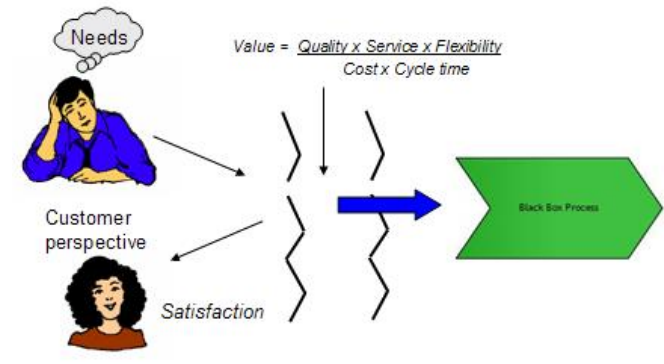 Needs
Value = Quality x Service x Flexibility
Cost x Cycle time
Black Box Process
Customer
perspective
Satisfaction